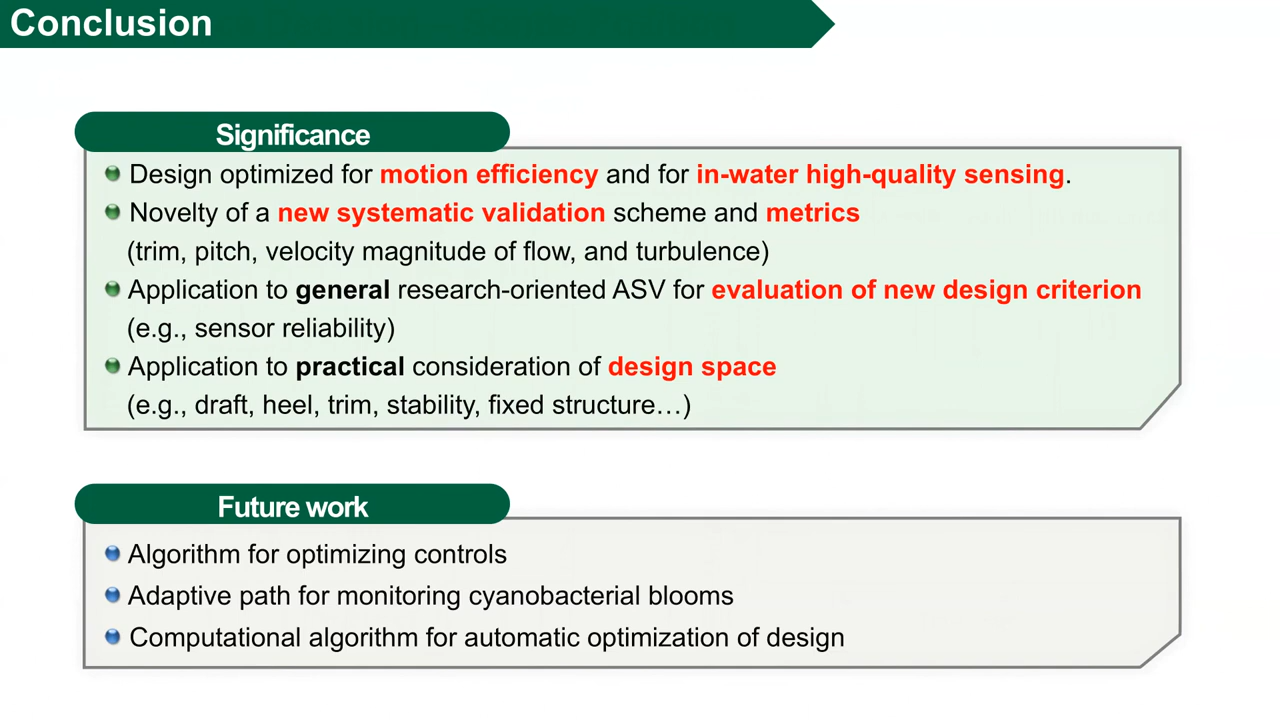 Conclusion
Significance
Design optimized for motion efficiency and for in-water high-quality sensing.
Novelty of a new systematic validation scheme and metrics
(trim, pitch, velocity magnitude of flow, and turbulence)
Application to general research-oriented ASV for evaluation of new design criterion
(e.g., sensor reliability)
Application to practical consideration of design space
(e.g., draft, heel, trim, stability, fixed structure…)
Future work
Algorithm for optimizing controls
Adaptive path for monitoring cyanobacterial blooms
Computational algorithm for automatic optimization of design